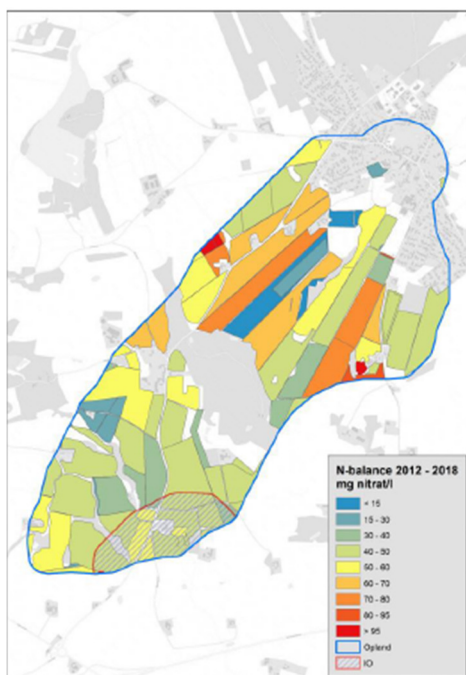 N-balance 2012 - 2018
mg nitrat/l
< 15
15 - 30
30 - 40
40 - 50
50 - 60
60 - 70
70 - 80
80 - 95
> 95
Opland
IO